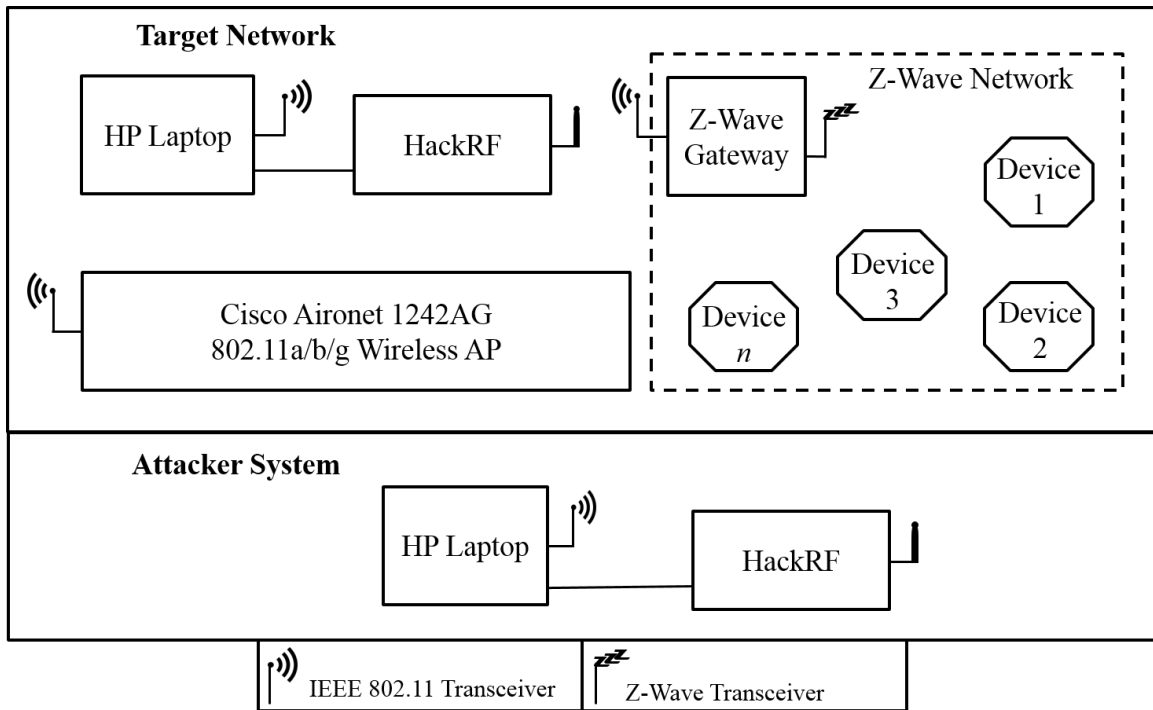 Target Network
HP Laptop
HackRF
Z-Wave
Gateway
Z-Wave Network
Device
1
Device
3
Device
n
Device
2
Cisco Aironet 1242AG
802.11a/b/g Wireless AP
Attacker System
HP Laptop
HackRF
IEEE 802.11 Transceiver
Z-Wave Transceiver